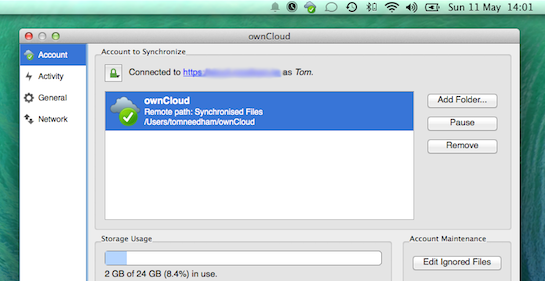 Sun 11 May 14:01
ownCloud
Account
Activity
General
Network
Account to Synchronize
Connected to https:// as Tom.
ownCloud
Remote path: Synchronised Files
/Users/tomneedham/ownCloud
Add Folder...
Pause
Remove
Storage Usage
2 GB of 24 GB (8.4%) in use.
Account Maintenance
Edit Ignored Files